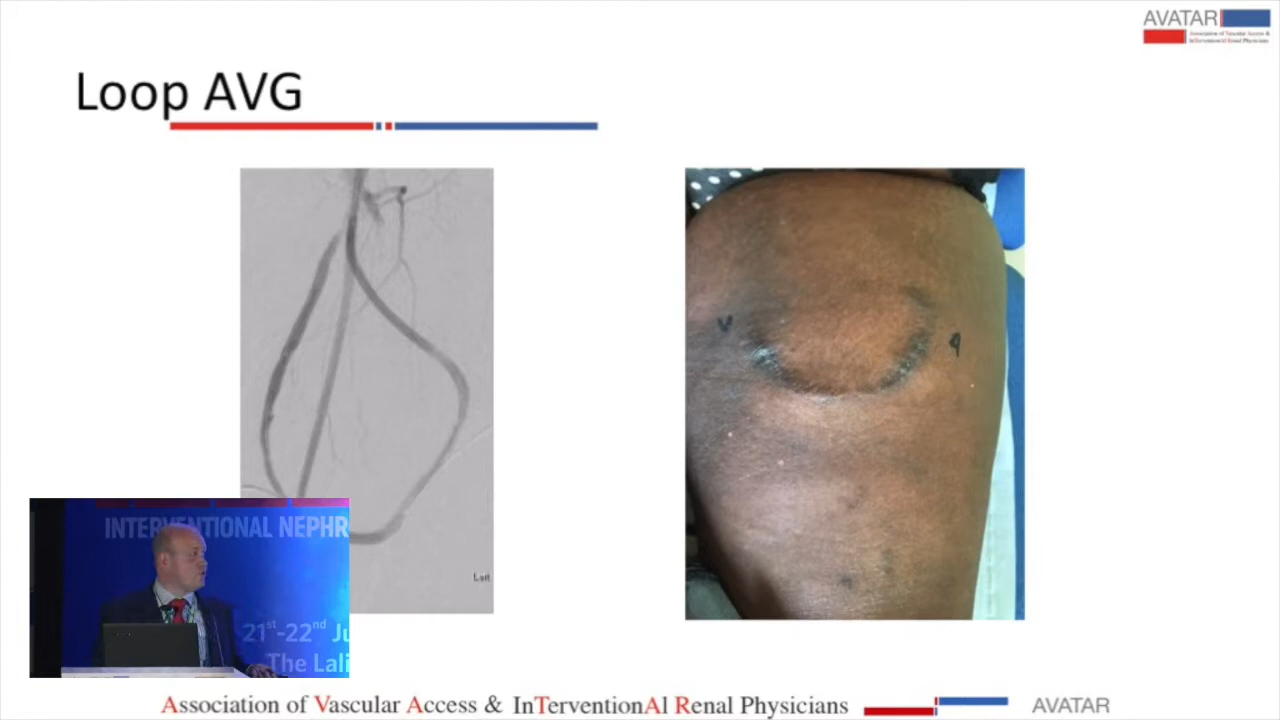 AVATAR
Association of Vascular Access &
InTerventionAl Renal Physicians
Loop AVG
v
a
Left
INTERVENTIONAL NEPHR
21st-22nd Ju
The Lali
Association of Vascular Access & InTerventionAl Renal Physicians
AVATAR